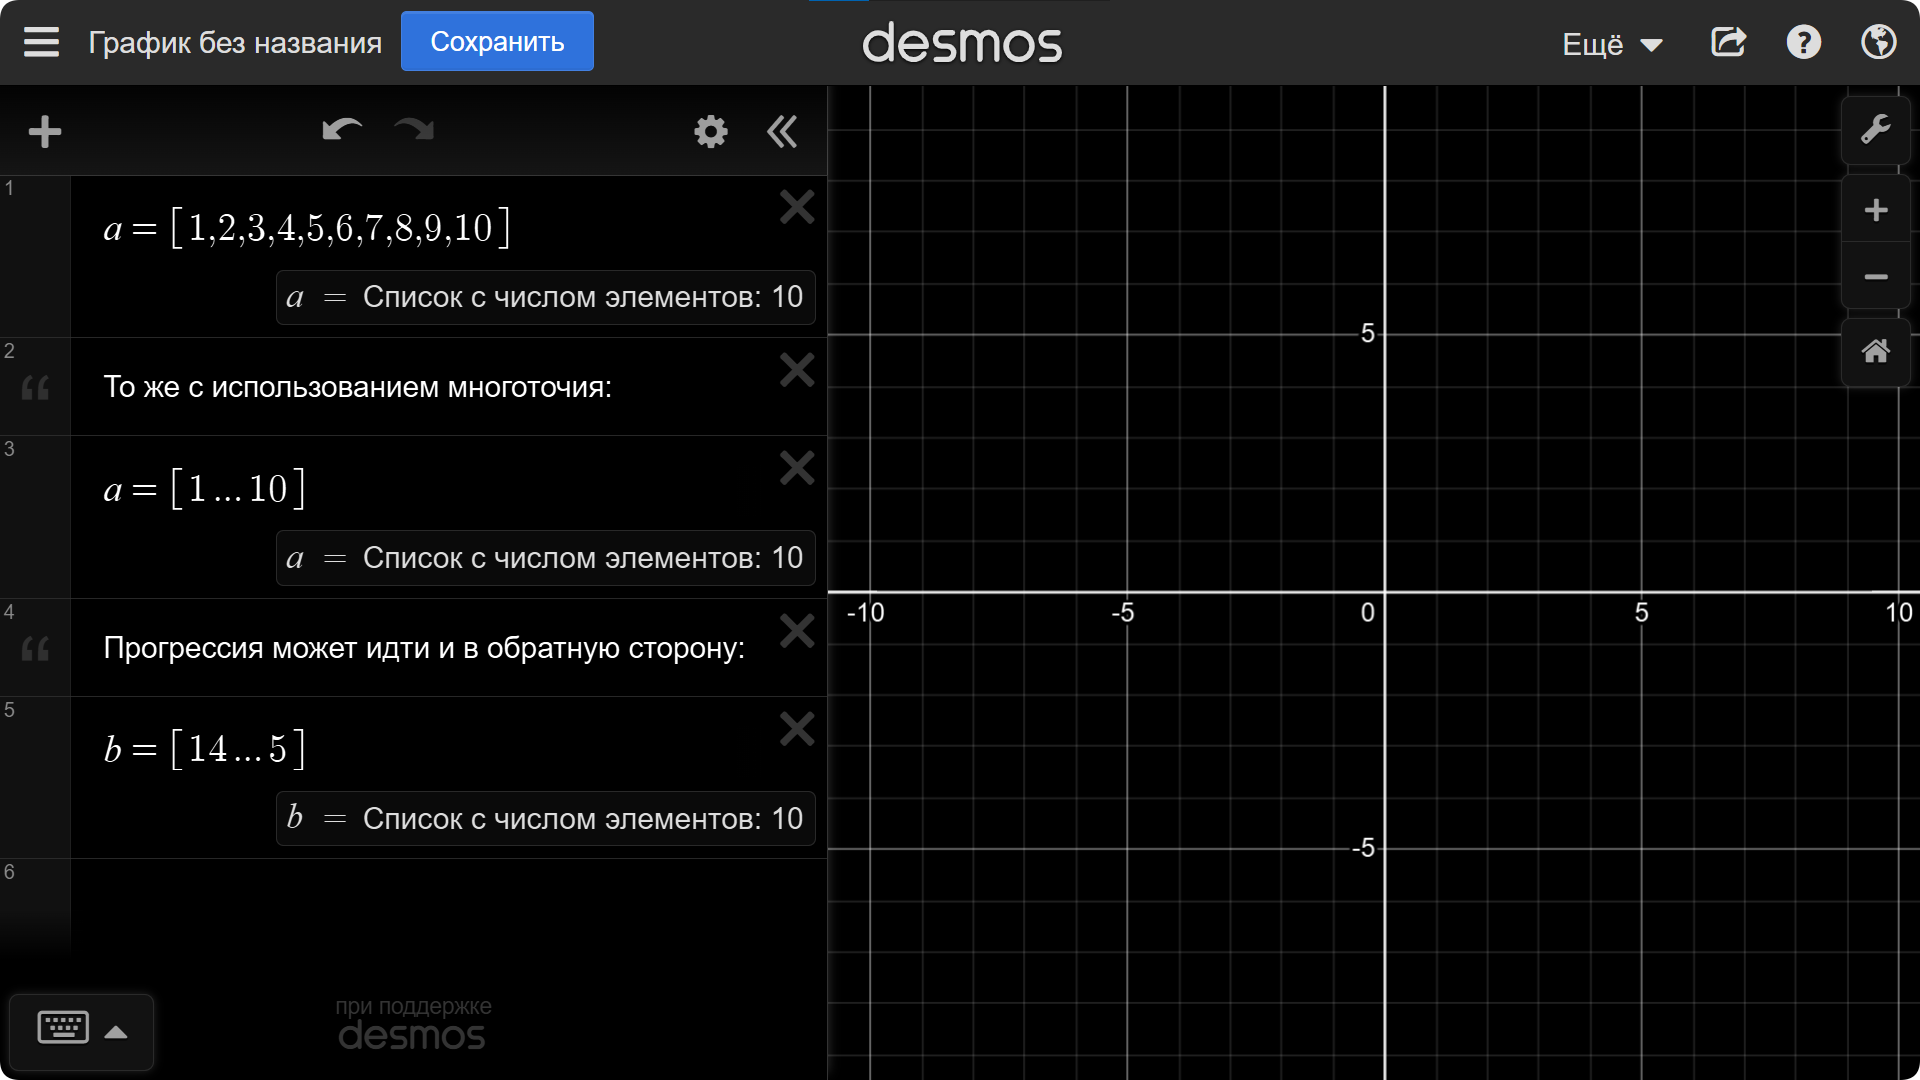 График без названия
Сохранить
desmos
Ещё
1
a = [1,2,3,4,5,6,7,8,9,10]
a = Список с числом элементов: 10
2
То же с использованием многоточия:
3
a = [1...10]
a = Список с числом элементов: 10
4
Прогрессия может идти и в обратную сторону:
5
b = [14...5]
b = Список с числом элементов: 10
6
при поддержке
desmos
5
-10
-5
0
5
10
-5